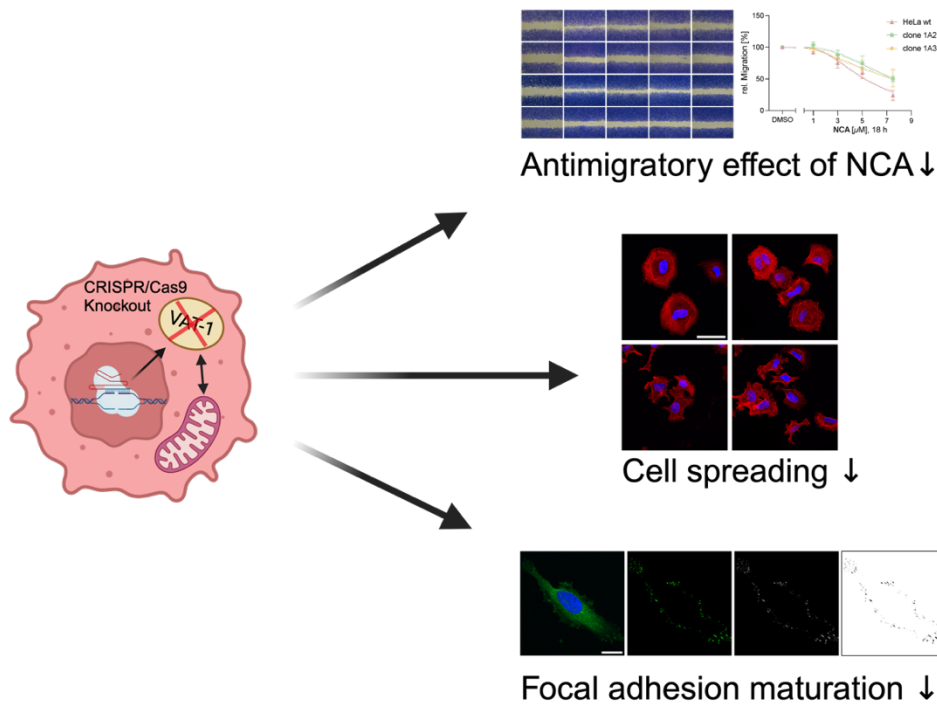 CRISPR/Cas9
Knockout
VAT-1
rel. Migration [%]
150
100
50
0
DMSO
1
3
5
7
9
NCA [µM], 18 h
HeLa wt
clone 1A2
clone 1A3
Antimigratory effect of NCA↓
Cell spreading ↓
Focal adhesion maturation ↓